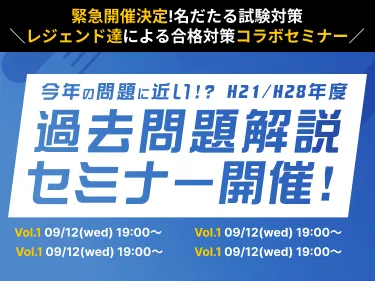 緊急開催決定!名だたる試験対策
＼レジェンド達による合格対策コラボセミナー／
今年の問題に近い!? H21/H28年度
過去問題解説
セミナー開催!
Vol.1 09/12(wed) 19:00〜 Vol.1 09/12(wed) 19:00〜
Vol.1 09/12(wed) 19:00〜 Vol.1 09/12(wed) 19:00〜